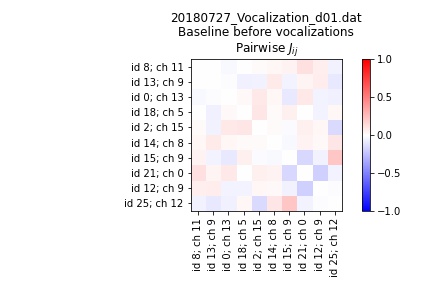 20180727_Vocalization_d01.dat
Baseline before vocalizations
Pairwise J_{ij}
id 8; ch 11
id 13; ch 9
id 0; ch 13
id 18; ch 5
id 2; ch 15
id 14; ch 8
id 15; ch 9
id 21; ch 0
id 12; ch 9
id 25; ch 12
1.0
0.5
0.0
−0.5
−1.0
id 8; ch 11
id 13; ch 9
id 0; ch 13
id 18; ch 5
id 2; ch 15
id 14; ch 8
id 15; ch 9
id 21; ch 0
id 12; ch 9
id 25; ch 12